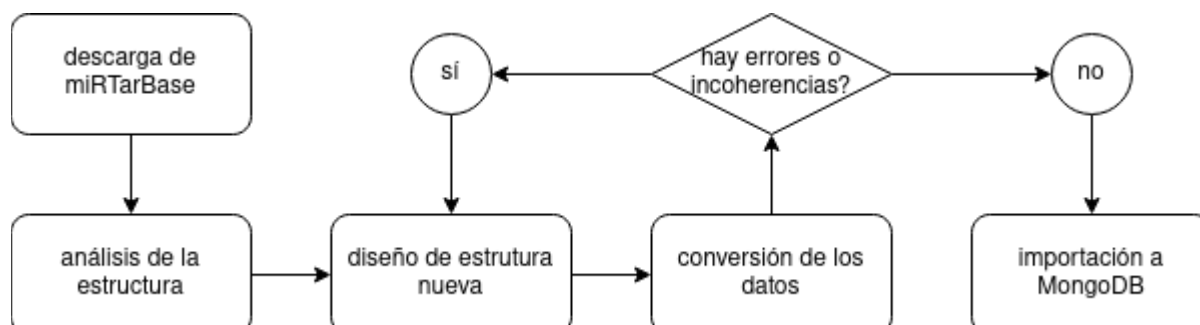 descarga de
miRTarBase
sí
hay errores o
incoherencias?
no
análisis de la
estructura
diseño de estrutura
nueva
conversión de los
datos
importación a
MongoDB